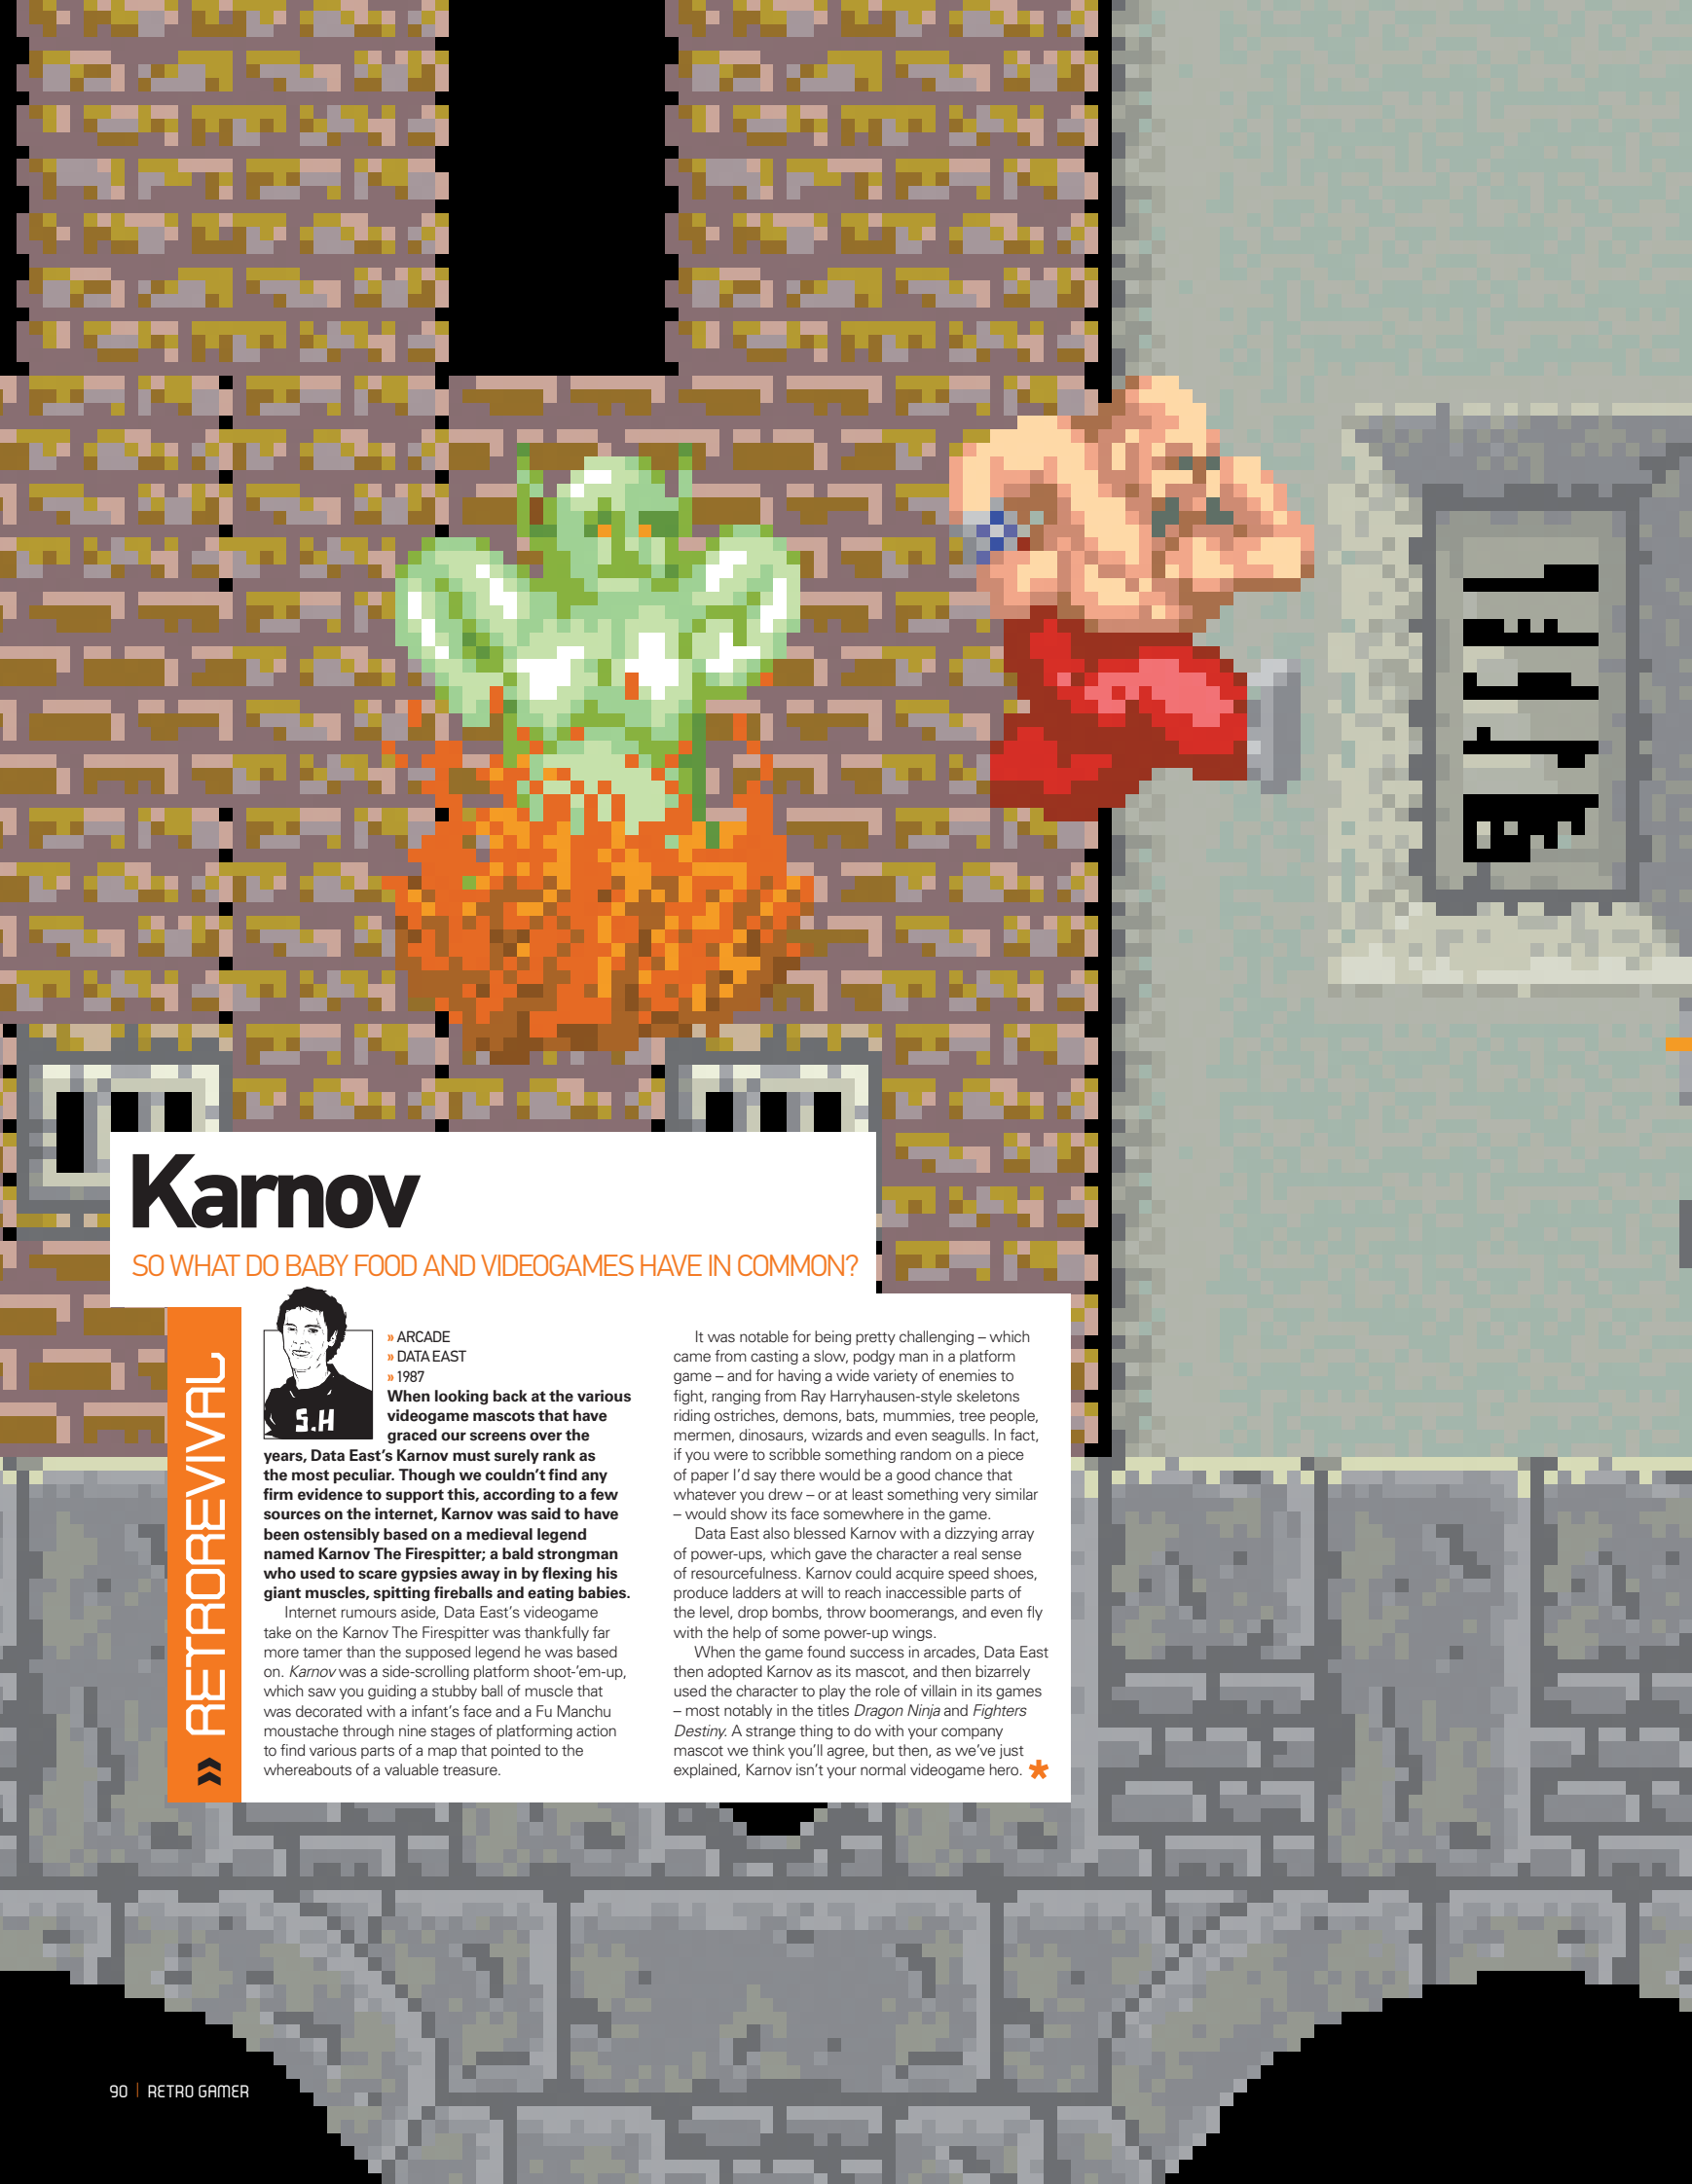 Karnov
SO WHAT DO BABY FOOD AND VIDEOGAMES HAVE IN COMMON?
RETROREVIVAL
S.H
» ARCADE
» DATA EAST
» 1987
When looking back at the various
videogame mascots that have
graced our screens over the
years, Data East’s Karnov must surely rank as
the most peculiar. Though we couldn’t find any
firm evidence to support this, according to a few
sources on the internet, Karnov was said to have
been ostensibly based on a medieval legend
named Karnov The Firespitter; a bald strongman
who used to scare gypsies away in by flexing his
giant muscles, spitting fireballs and eating babies.
Internet rumours aside, Data East’s videogame
take on the Karnov The Firespitter was thankfully far
more tamer than the supposed legend he was based
on. Karnov was a side-scrolling platform shoot-’em-up,
which saw you guiding a stubby ball of muscle that
was decorated with a infant’s face and a Fu Manchu
moustache through nine stages of platforming action
to find various parts of a map that pointed to the
whereabouts of a valuable treasure.
It was notable for being pretty challenging – which
came from casting a slow, podgy man in a platform
game – and for having a wide variety of enemies to
fight, ranging from Ray Harryhausen-style skeletons
riding ostriches, demons, bats, mummies, tree people,
mermen, dinosaurs, wizards and even seagulls. In fact,
if you were to scribble something random on a piece
of paper I’d say there would be a good chance that
whatever you drew – or at least something very similar
– would show its face somewhere in the game.
Data East also blessed Karnov with a dizzying array
of power-ups, which gave the character a real sense
of resourcefulness. Karnov could acquire speed shoes,
produce ladders at will to reach inaccessible parts of
the level, drop bombs, throw boomerangs, and even fly
with the help of some power-up wings.
When the game found success in arcades, Data East
then adopted Karnov as its mascot, and then bizarrely
used the character to play the role of villain in its games
– most notably in the titles Dragon Ninja and Fighters
Destiny. A strange thing to do with your company
mascot we think you’ll agree, but then, as we’ve just
explained, Karnov isn’t your normal videogame hero.
90 | RETRO GAMER